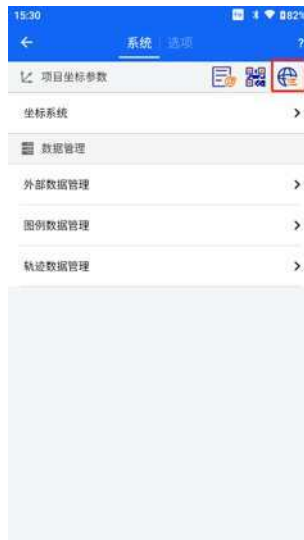 15:30 82%
系统 选项 ?
项目坐标参数
坐标系统
数据管理
外部数据管理
图例数据管理
轨迹数据管理